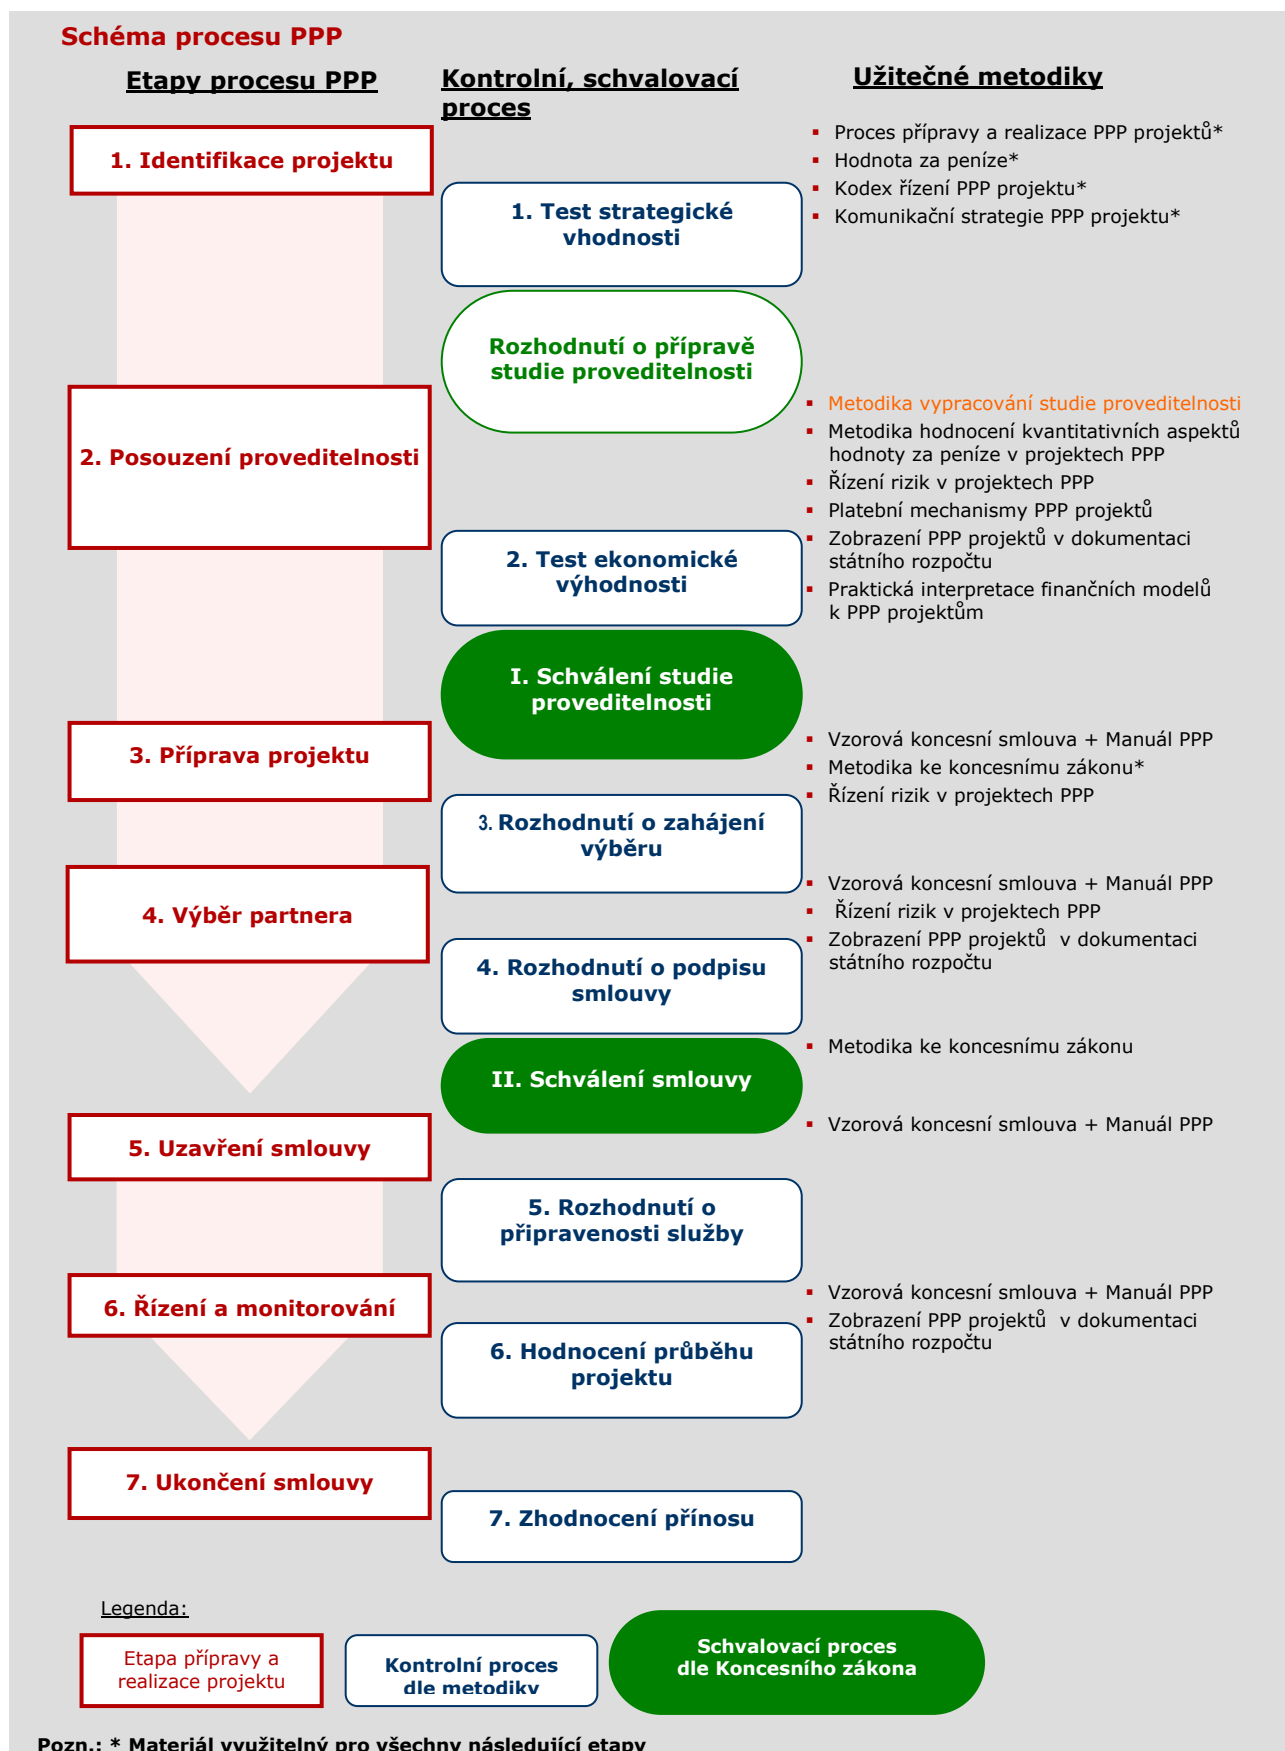 Schéma procesu PPP
Etapy procesu PPP
Kontrolní, schvalovací
proces
Užitečné metodiky
1. Identifikace projektu
▪ Proces přípravy a realizace PPP projektů*
▪ Hodnota za peníze*
▪ Kodex řízení PPP projektu*
▪ Komunikační strategie PPP projektu*
1. Test strategické
vhodnosti
Rozhodnutí o přípravě
studie proveditelnosti
2. Posouzení proveditelnosti
▪ Metodika vypracování studie proveditelnosti
▪ Metodika hodnocení kvantitativních aspektů
hodnoty za peníze v projektech PPP
▪ Řízení rizik v projektech PPP
▪ Platební mechanismy PPP projektů
▪ Zobrazení PPP projektů v dokumentaci
státního rozpočtu
▪ Praktická interpretace finančních modelů
k PPP projektům
2. Test ekonomické
výhodnosti
I. Schválení studie
proveditelnosti
3. Příprava projektu
▪ Vzorová koncesní smlouva + Manuál PPP
▪ Metodika ke koncesnímu zákonu*
▪ Řízení rizik v projektech PPP
3. Rozhodnutí o zahájení
výběru
4. Výběr partnera
▪ Vzorová koncesní smlouva + Manuál PPP
▪ Řízení rizik v projektech PPP
▪ Zobrazení PPP projektů v dokumentaci
státního rozpočtu
4. Rozhodnutí o podpisu
smlouvy
▪ Metodika ke koncesnímu zákonu
II. Schválení smlouvy
▪ Vzorová koncesní smlouva + Manuál PPP
5. Uzavření smlouvy
5. Rozhodnutí o
připravenosti služby
6. Řízení a monitorování
▪ Vzorová koncesní smlouva + Manuál PPP
▪ Zobrazení PPP projektů v dokumentaci
státního rozpočtu
6. Hodnocení průběhu
projektu
7. Ukončení smlouvy
7. Zhodnocení přínosu
Legenda:
Etapa přípravy a
realizace projektu
Kontrolní proces
dle metodiky
Schvalovací proces
dle Koncesního zákona
Pozn.: * Materiál využitelný pro všechny následující etapy